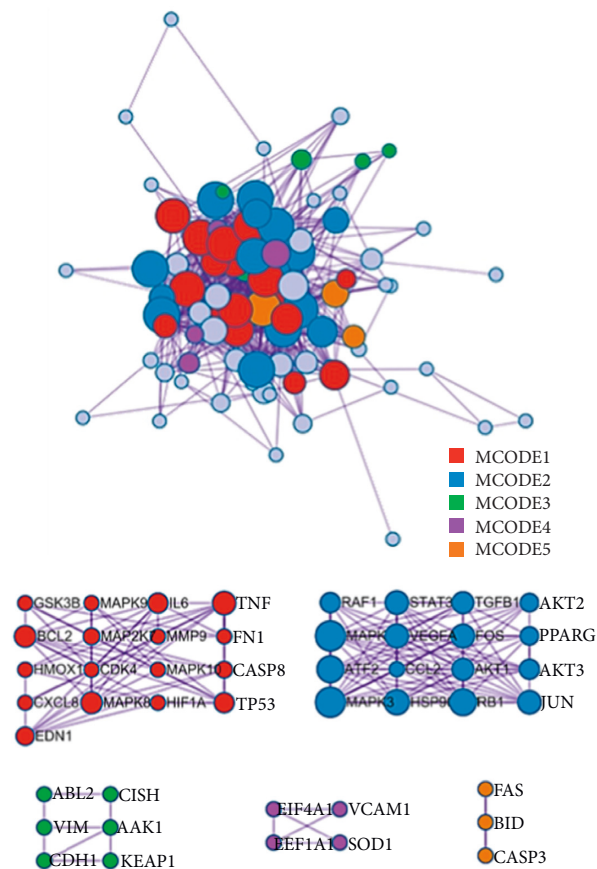 MCODE1
MCODE2
MCODE3
MCODE4
MCODE5
GSK3B MAPK9 IL6 TNF
BCL2 MMP9 FN1
HMOX1 CDK4 MAPK10 CASP8
CXCL8 MAPK8 HIF1A TP53
EDN1
RAF1 STAT3 TGFB1 AKT2
VEGFA FOS PPARG
ATF2 CCL2 AKT1 AKT3
MAPK3 RB1 JUN
ABL2 CISH
VIM AAK1
CDH1 KEAP1
EIF4A1 VCAM1
EEF1A1 SOD1
FAS
BID
CASP3